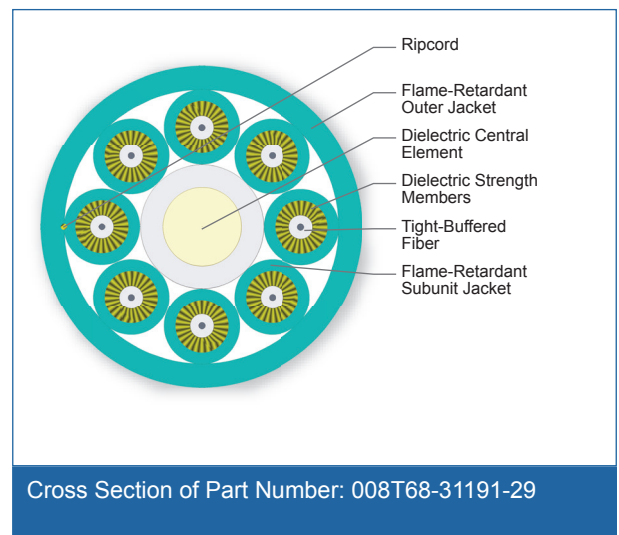 Ripcord
Flame-Retardant
Outer Jacket
Dielectric Central
Element
Dielectric Strength
Members
Tight-Buffered
Fiber
Flame-Retardant
Subunit Jacket
Cross Section of Part Number: 008T68-31191-29